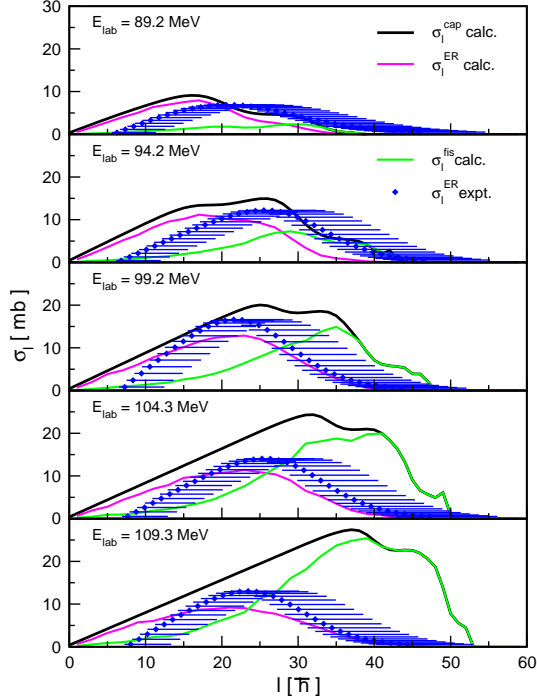 30
E_lab = 89.2 MeV
σ_l^cap calc.
20
σ_l^ER calc.
10
0
E_lab = 94.2 MeV
σ_l^fis calc.
20
σ_l^ER expt.
10
0
E_lab = 99.2 MeV
20
10
0
E_lab = 104.3 MeV
20
10
0
E_lab = 109.3 MeV
20
10
0
0 10 20 30 40 50 60
σ_l [ mb ]
l [ ħ ]